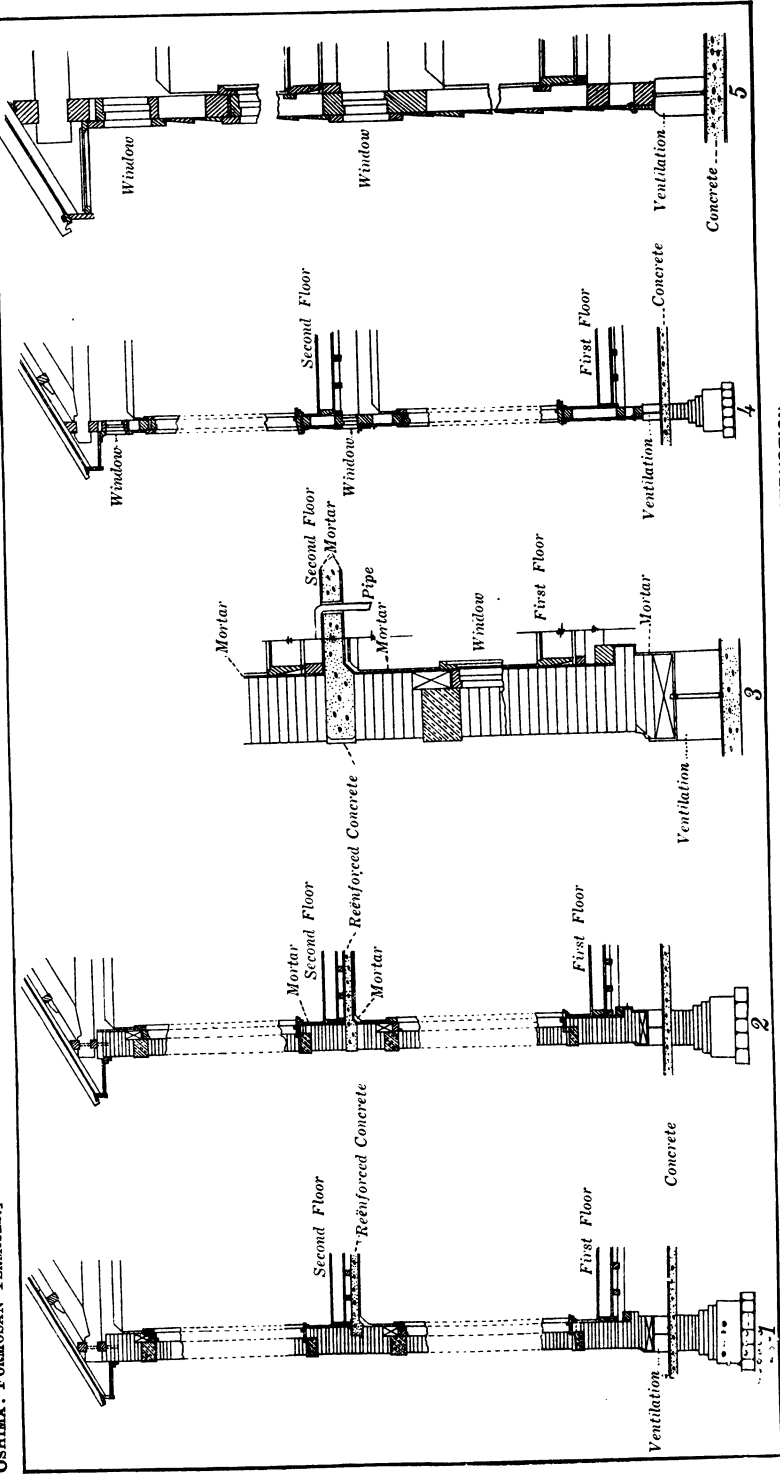 OSHIMA: FORMOSAN TERMITES.]
Second Floor
Reënforced Concrete
First Floor
Ventilation
Concrete
1
Mortar
Second Floor
Reënforced Concrete
Mortar
First Floor
2
Mortar
Second Floor
Mortar
Pipe
Mortar
Window
First Floor
Mortar
Ventilation
3
Window
Second Floor
Window
First Floor
Ventilation
Concrete
4
Window
Window
Ventilation
Concrete
5